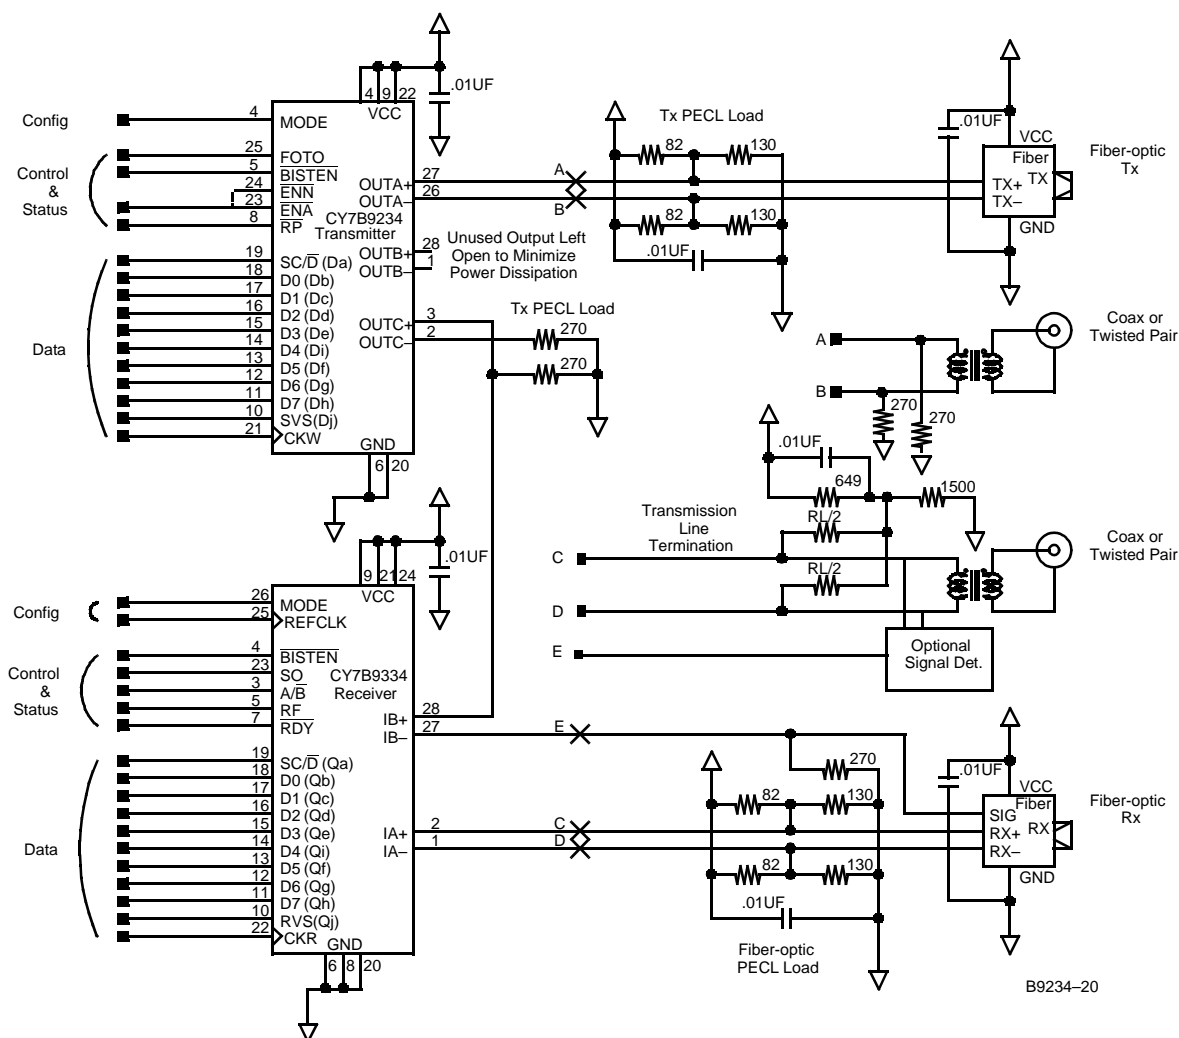 .01UF
4 9 22
VCC
Config
4
MODE
Control
&
Status
25
FOTO
5
BISTEN
24
ENN
23
ENA
8
RP
CY7B9234
Transmitter
OUTA+
27
OUTA–
26
OUTB+
28
OUTB–
1
Unused Output Left
Open to Minimize
Power Dissipation
OUTC+
3
OUTC–
2
Data
19
SC/D (Da)
18
D0 (Db)
17
D1 (Dc)
16
D2 (Dd)
15
D3 (De)
14
D4 (Di)
13
D5 (Df)
12
D6 (Dg)
11
D7 (Dh)
10
SVS(Dj)
21
CKW
GND
6 20
A
B
Tx PECL Load
82
130
82
130
.01UF
Tx PECL Load
270
270
.01UF
VCC
Fiber
TX
TX+
TX–
GND
Fiber-optic
Tx
A
B
270
270
Coax or
Twisted Pair
.01UF
649
1500
RL/2
RL/2
Transmission
Line
Termination
C
D
E
Optional
Signal Det.
Coax or
Twisted Pair
.01UF
9 21 24
VCC
Config
26
MODE
25
REFCLK
Control
&
Status
4
BISTEN
23
SO
3
A/B
5
RF
7
RDY
CY7B9334
Receiver
IB+
28
IB–
27
IA+
2
IA–
1
Data
19
SC/D (Qa)
18
D0 (Qb)
17
D1 (Qc)
16
D2 (Qd)
15
D3 (Qe)
14
D4 (Qi)
13
D5 (Qf)
12
D6 (Qg)
11
D7 (Qh)
10
RVS(Qj)
22
CKR
GND
6 8 20
E
C
D
270
82
130
82
130
.01UF
Fiber-optic
PECL Load
.01UF
VCC
Fiber
RX
SIG
RX+
RX–
GND
Fiber-optic
Rx
B9234–20